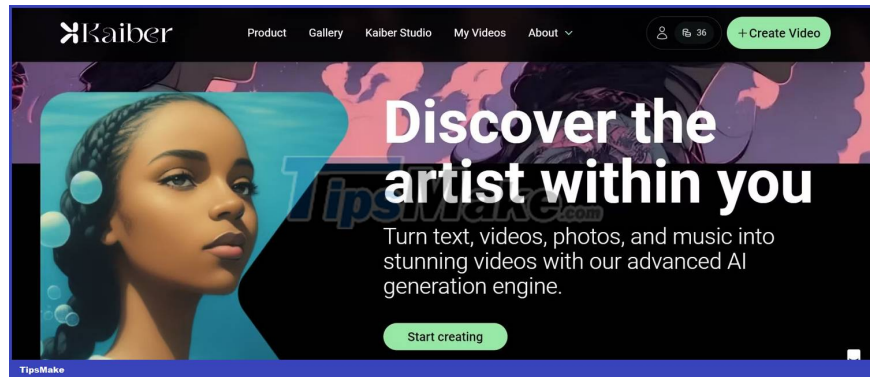 Kaiber
Product Gallery Kaiber Studio My Videos About
36
+ Create Video
Discover the
artist within you
TipsMake.com
Turn text, videos, photos, and music into
stunning videos with our advanced AI
generation engine.
Start creating
TipsMake